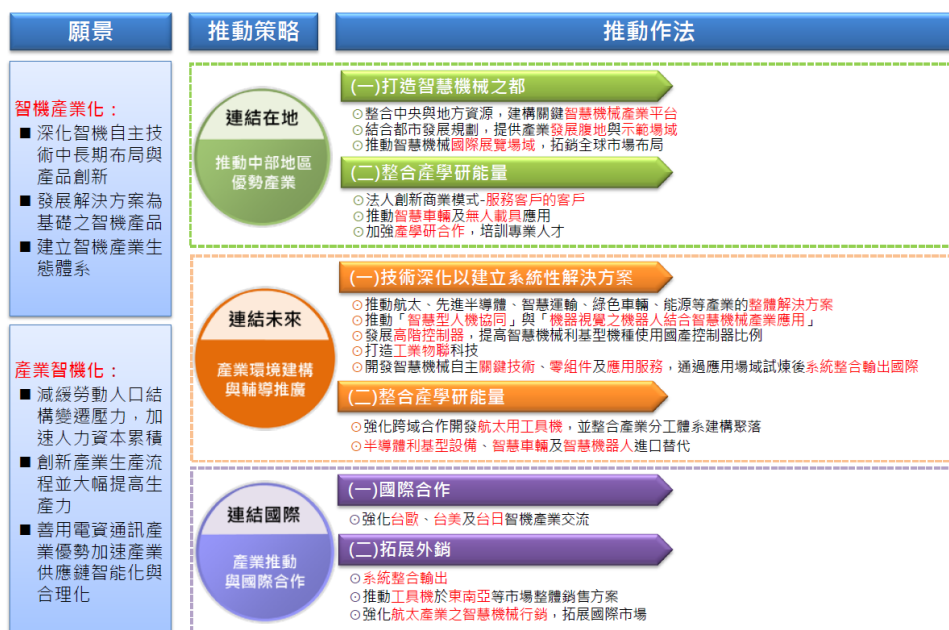 願景
推動策略
推動作法
智機產業化：
■ 深化智機自主技
術中長期布局與
產品創新
■ 發展解決方案為
基礎之智機產品
■ 建立智機產業生
態體系
產業智機化：
■ 減緩勞動人口結
構變遷壓力，加
速人力資本累積
■ 創新產業生產流
程並大幅提高生
產力
■ 善用電資通訊產
業優勢加速產業
供應鏈智能化與
合理化
連結在地
推動中部地區
優勢產業
(一)打造智慧機械之都
⊙整合中央與地方資源，建構關鍵智慧機械產業平台
⊙結合都市發展規劃，提供產業發展腹地與示範場域
⊙推動智慧機械國際展覽場域，拓銷全球市場布局
(二)整合產學研能量
⊙法人創新商業模式-服務客戶的客戶
⊙推動智慧車輛及無人載具應用
⊙加強產學研合作，培訓專業人才
連結未來
產業環境建構
與輔導推廣
(一)技術深化以建立系統性解決方案
⊙推動航太、先進半導體、智慧運輸、綠色車輛、能源等產業的整體解決方案
⊙推動「智慧型人機協同」與「機器視覺之機器人結合智慧機械產業應用」
⊙發展高階控制器，提高智慧機械利基型機種使用國產控制器比例
⊙打造工業物聯科技
⊙開發智慧機械自主關鍵技術、零組件及應用服務，通過應用場域試煉後系統整合輸出國際
(二)整合產學研能量
⊙強化跨域合作開發航太用工具機，並整合產業分工體系建構聚落
⊙半導體利基型設備、智慧車輛及智慧機器人進口替代
連結國際
產業推動
與國際合作
(一)國際合作
⊙強化台歐、台美及台日智機產業交流
(二)拓展外銷
⊙系統整合輸出
⊙推動工具機於東南亞等市場整體銷售方案
⊙強化航太產業之智慧機械行銷，拓展國際市場